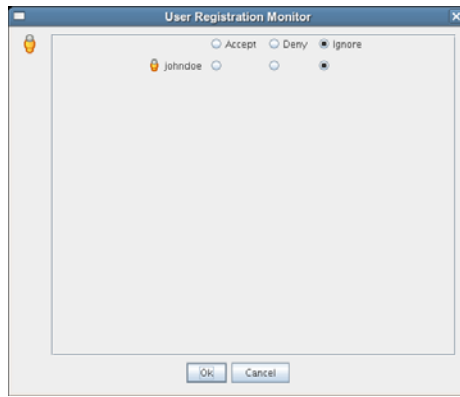 User Registration Monitor
Accept Deny Ignore
johndoe
Ok Cancel